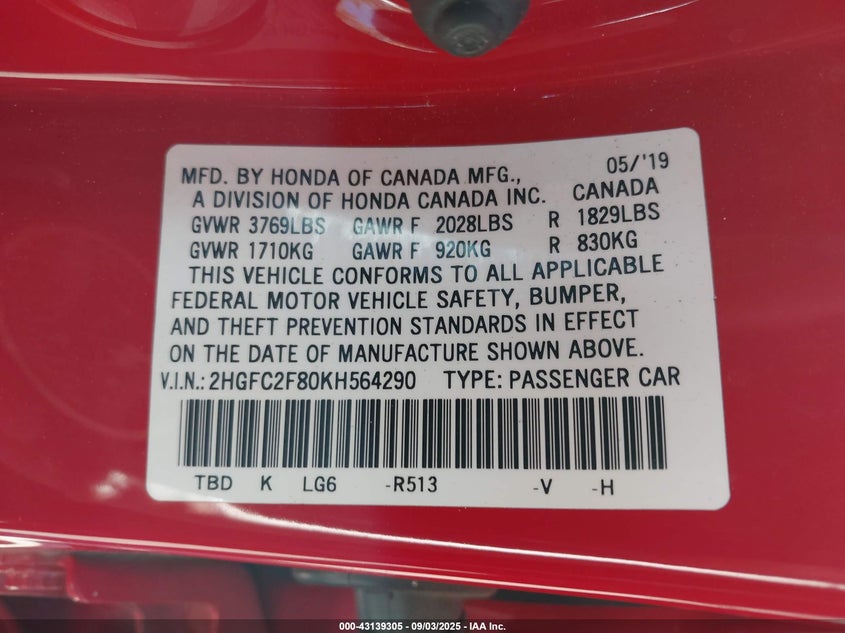 MFD. BY HONDA OF CANADA MFG., 05/'19
A DIVISION OF HONDA CANADA INC. CANADA
GVWR 3769LBS GAWR F 2028LBS R 1829LBS
GVWR 1710KG GAWR F 920KG R 830KG
THIS VEHICLE CONFORMS TO ALL APPLICABLE
FEDERAL MOTOR VEHICLE SAFETY, BUMPER,
AND THEFT PREVENTION STANDARDS IN EFFECT
ON THE DATE OF MANUFACTURE SHOWN ABOVE.
V.I.N.: 2HGFC2F80KH564290 TYPE: PASSENGER CAR
TBD K LG6 -R513 -V -H
000-43139305 - 09/03/2025 - IAA Inc.